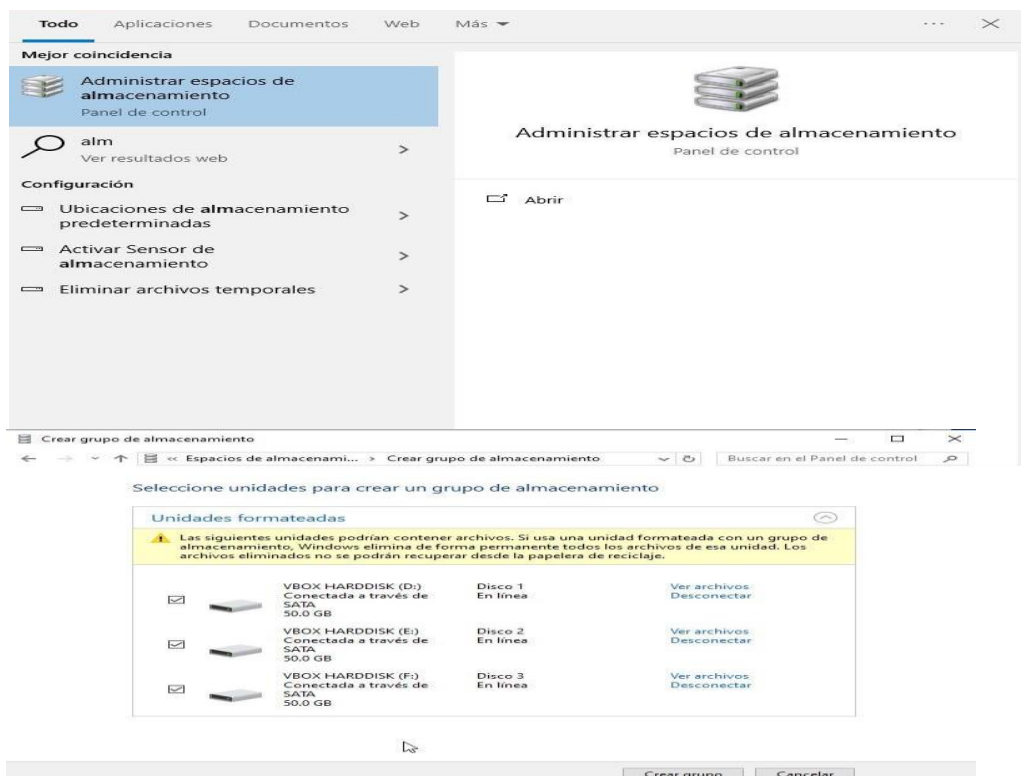 Todo Aplicaciones Documentos Web Más
Mejor coincidencia
Administrar espacios de
almacenamiento
Panel de control
alm
Ver resultados web
Configuración
Ubicaciones de almacenamiento
predeterminadas
Activar Sensor de
almacenamiento
Eliminar archivos temporales
Administrar espacios de almacenamiento
Panel de control
Abrir
Crear grupo de almacenamiento
« Espacios de almacenami... > Crear grupo de almacenamiento
Buscar en el Panel de control
Seleccione unidades para crear un grupo de almacenamiento
Unidades formateadas
Las siguientes unidades podrían contener archivos. Si usa una unidad formateada con un grupo de
almacenamiento, Windows elimina de forma permanente todos los archivos de esa unidad. Los
archivos eliminados no se podrán recuperar desde la papelera de reciclaje.
VBOX HARDDISK (D:) Disco 1 Ver archivos
Conectada a través de En línea Desconectar
SATA
50.0 GB
VBOX HARDDISK (E:) Disco 2 Ver archivos
Conectada a través de En línea Desconectar
SATA
50.0 GB
VBOX HARDDISK (F:) Disco 3 Ver archivos
Conectada a través de En línea Desconectar
SATA
50.0 GB
Crear grupo Cancelar